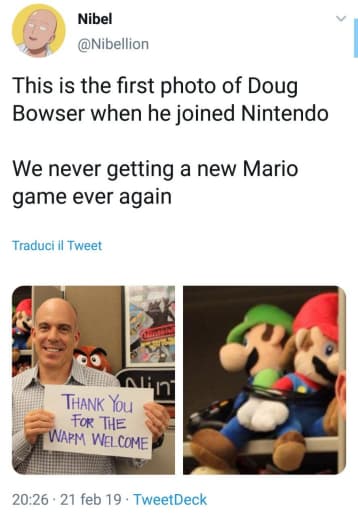 Nibel
@Nibellion
This is the first photo of Doug
Bowser when he joined Nintendo
We never getting a new Mario
game ever again
Traduci il Tweet
Nint
THANK YOU
FOR THE
WARM WELCOME
20:26 · 21 feb 19 · TweetDeck